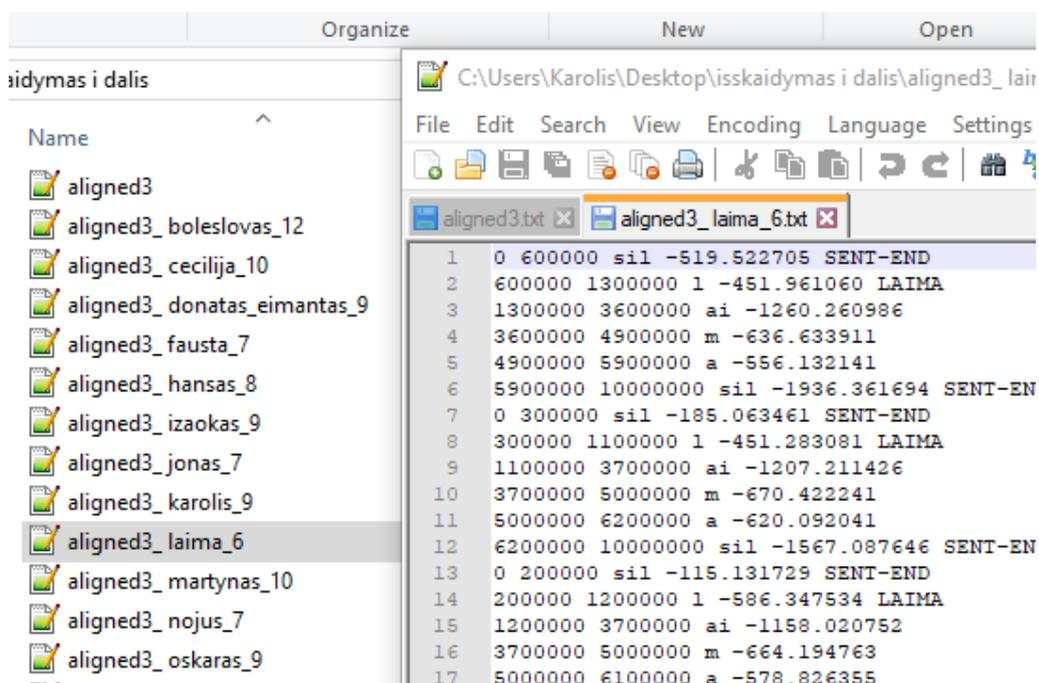 Organize New Open
aidymas i dalis
Name
aligned3
aligned3_ boleslovas_12
aligned3_ cecilija_10
aligned3_ donatas_eimantas_9
aligned3_ fausta_7
aligned3_ hansas_8
aligned3_ izaokas_9
aligned3_ jonas_7
aligned3_ karolis_9
aligned3_ laima_6
aligned3_ martynas_10
aligned3_ nojus_7
aligned3_ oskaras_9
C:\Users\Karolis\Desktop\isskaidymas i dalis\aligned3_ lai
File Edit Search View Encoding Language Settings
aligned3.txt aligned3_ laima_6.txt
1 0 600000 sil -519.522705 SENT-END
2 600000 1300000 l -451.961060 LAIMA
3 1300000 3600000 ai -1260.260986
4 3600000 4900000 m -636.633911
5 4900000 5900000 a -556.132141
6 5900000 10000000 sil -1936.361694 SENT-EN
7 0 300000 sil -185.063461 SENT-END
8 300000 1100000 l -451.283081 LAIMA
9 1100000 3700000 ai -1207.211426
10 3700000 5000000 m -670.422241
11 5000000 6200000 a -620.092041
12 6200000 10000000 sil -1567.087646 SENT-EN
13 0 200000 sil -115.131729 SENT-END
14 200000 1200000 l -586.347534 LAIMA
15 1200000 3700000 ai -1158.020752
16 3700000 5000000 m -664.194763
17 5000000 6100000 a -578.826355